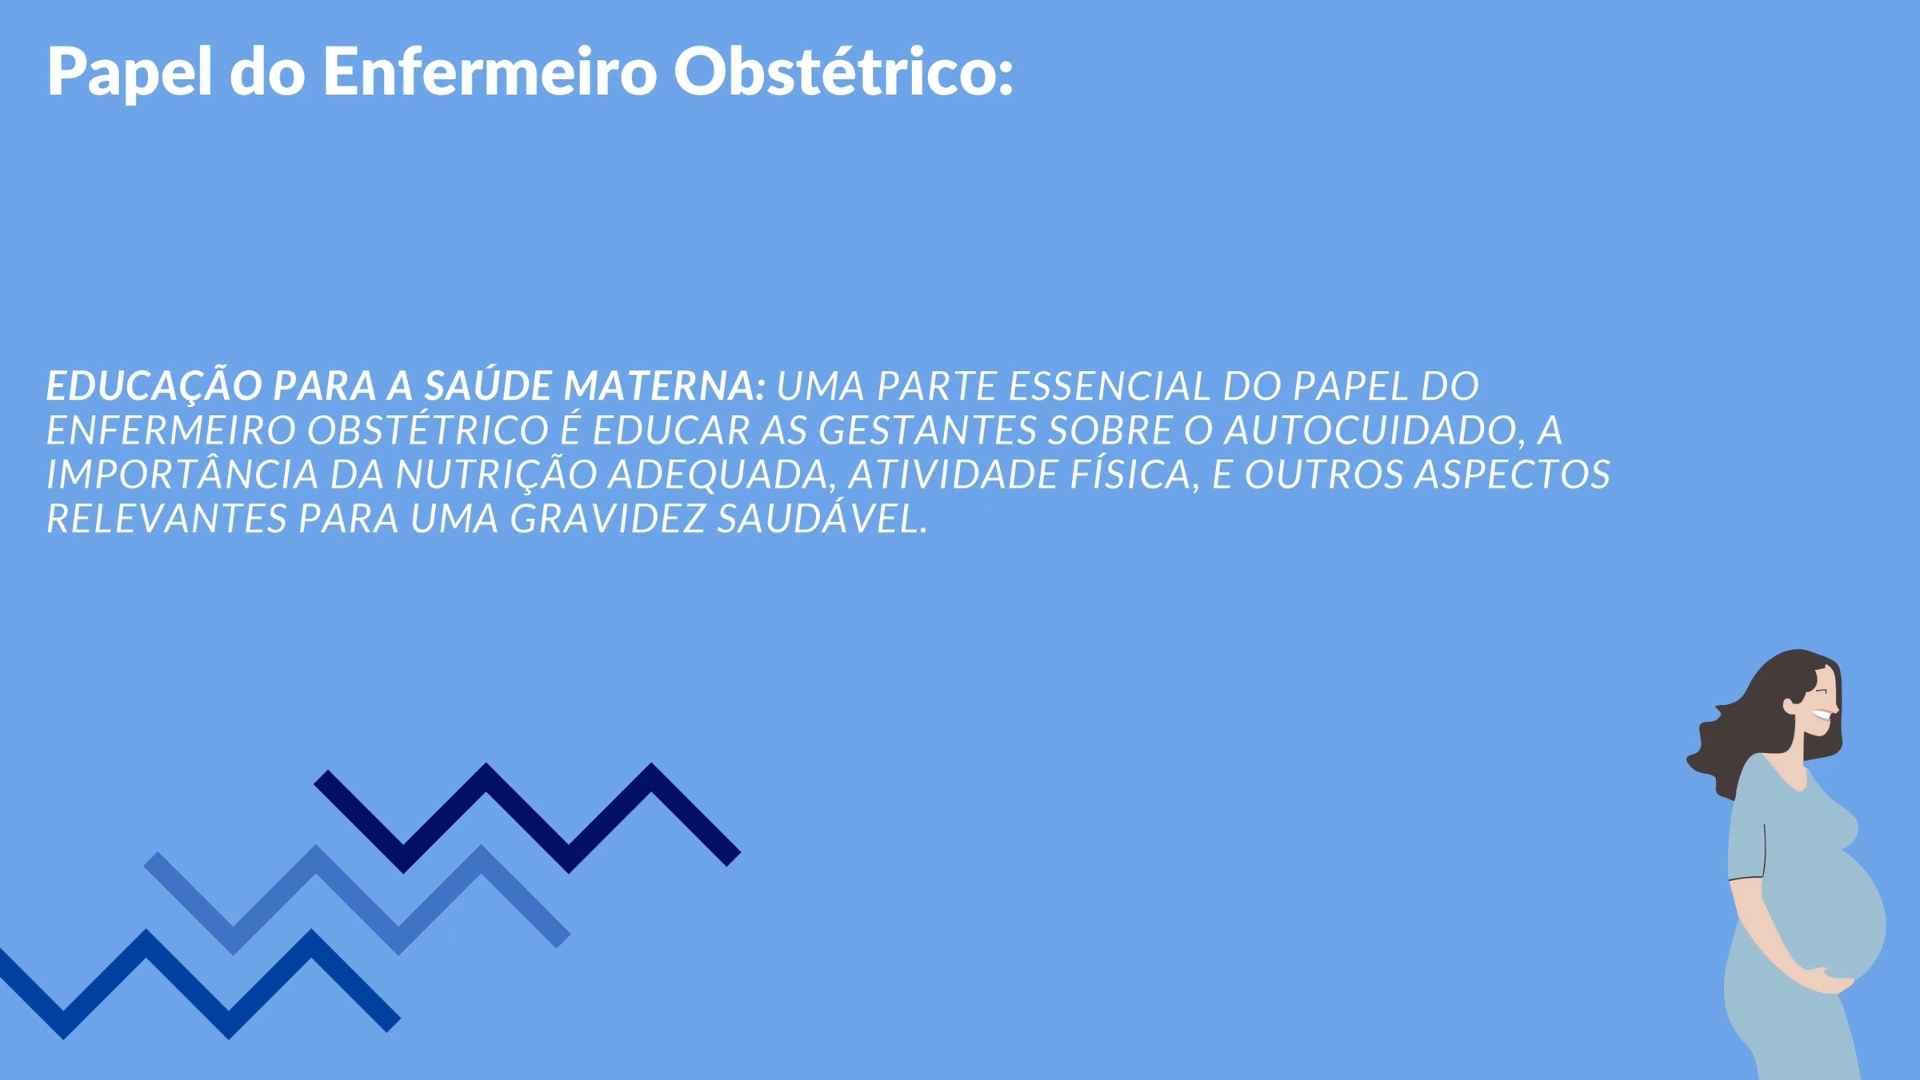 Papel do Enfermeiro Obstétrico:
EDUCAÇÃO PARA A SAÚDE MATERNA: UMA PARTE ESSENCIAL DO PAPEL DO
ENFERMEIRO OBSTÉTRICO É EDUCAR AS GESTANTES SOBRE O AUTOCUIDADO, A
IMPORTÂNCIA DA NUTRIÇÃO ADEQUADA, ATIVIDADE FÍSICA, E OUTROS ASPECTOS
RELEVANTES PARA UMA GRAVIDEZ SAUDÁVEL.